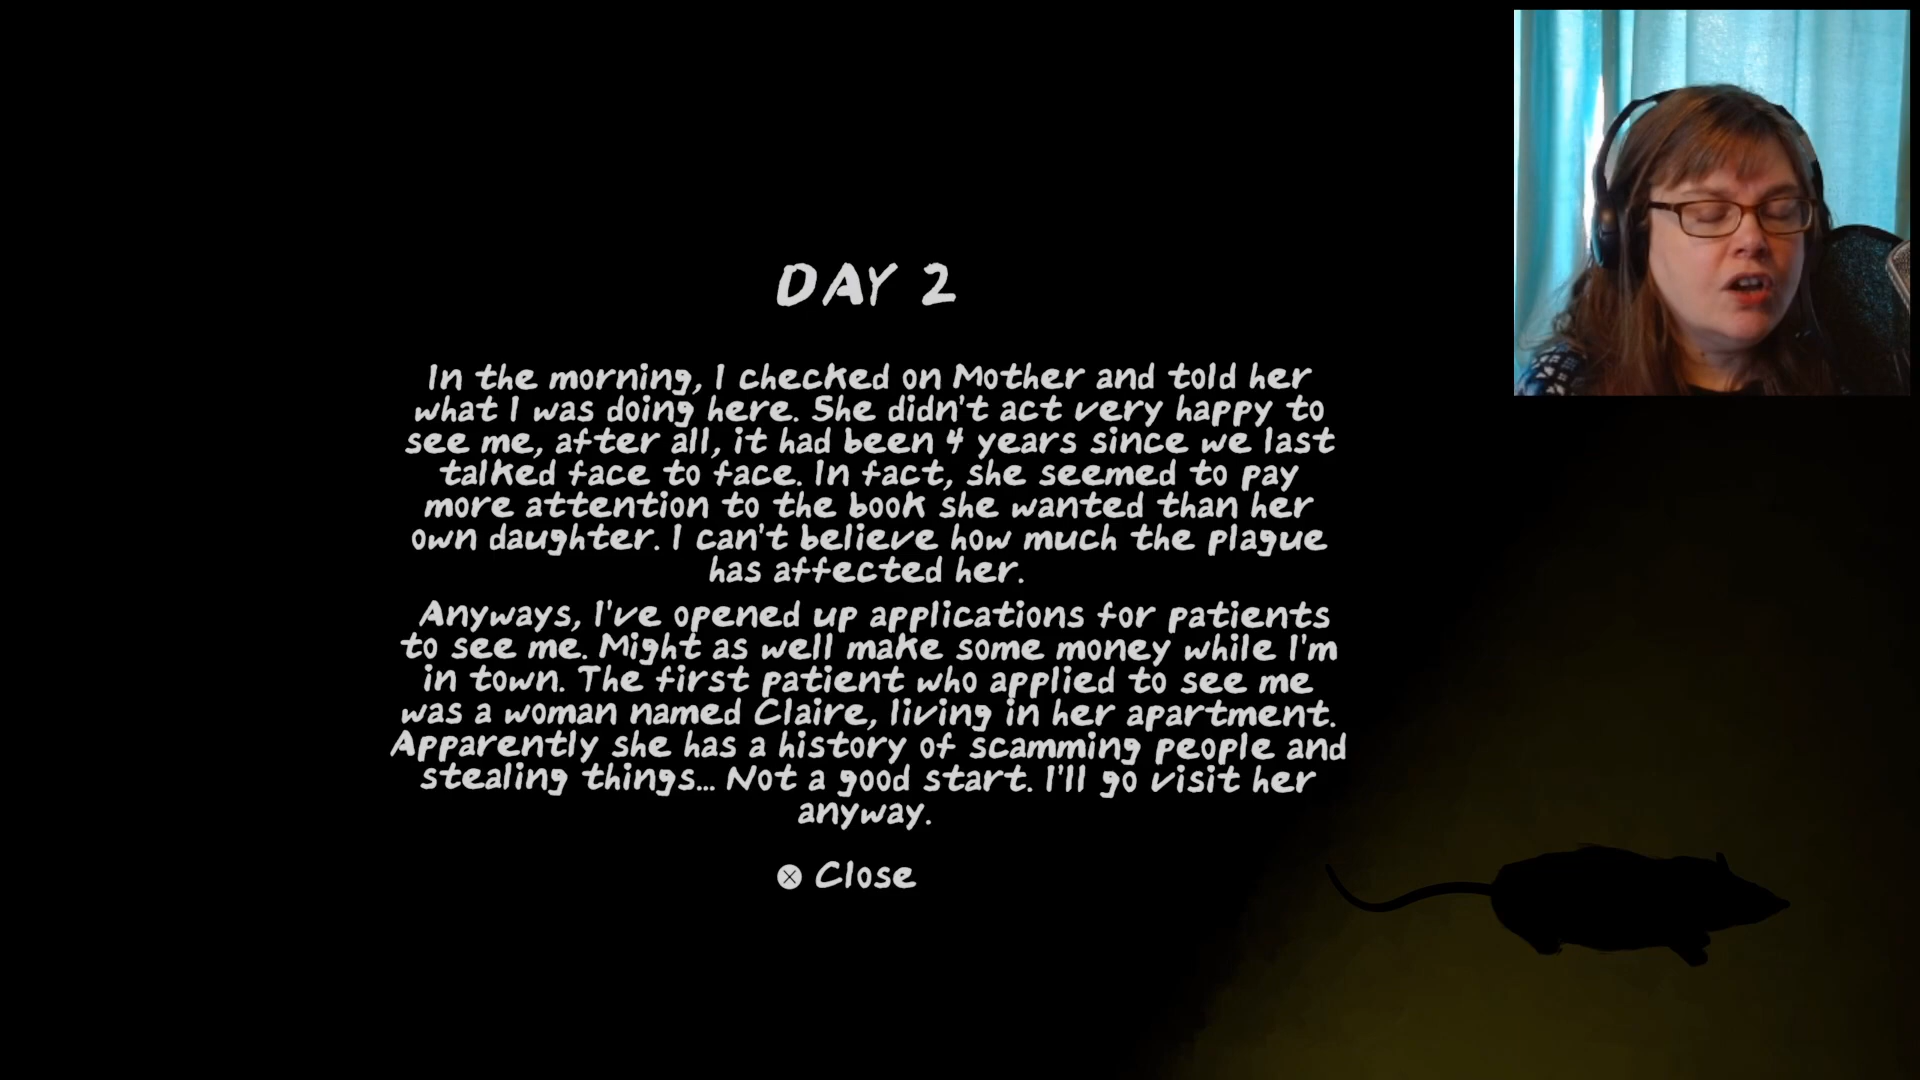 DAY 2
In the morning, I checked on Mother and told her
what I was doing here. She didn't act very happy to
see me, after all, it had been 4 years since we last
talked face to face. In fact, she seemed to pay
more attention to the book she wanted than her
own daughter. I can't believe how much the plague
has affected her.
Anyways, I've opened up applications for patients
to see me. Might as well make some money while I'm
in town. The first patient who applied to see me
was a woman named Claire, living in her apartment.
Apparently she has a history of scamming people and
stealing things... Not a good start. I'll go visit her
anyway.
Close